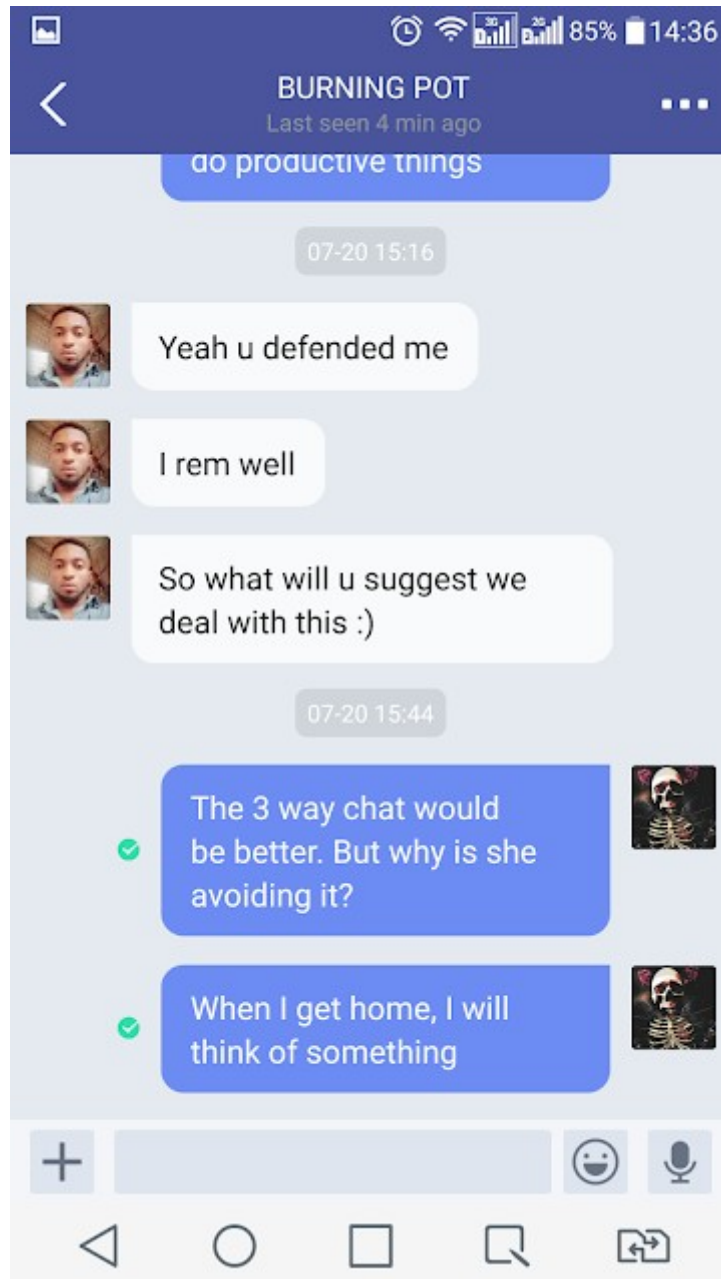 85% 14:36
BURNING POT
Last seen 4 min ago
do productive things
07-20 15:16
Yeah u defended me
I rem well
So what will u suggest we
deal with this :)
07-20 15:44
The 3 way chat would
be better. But why is she
avoiding it?
When I get home, I will
think of something